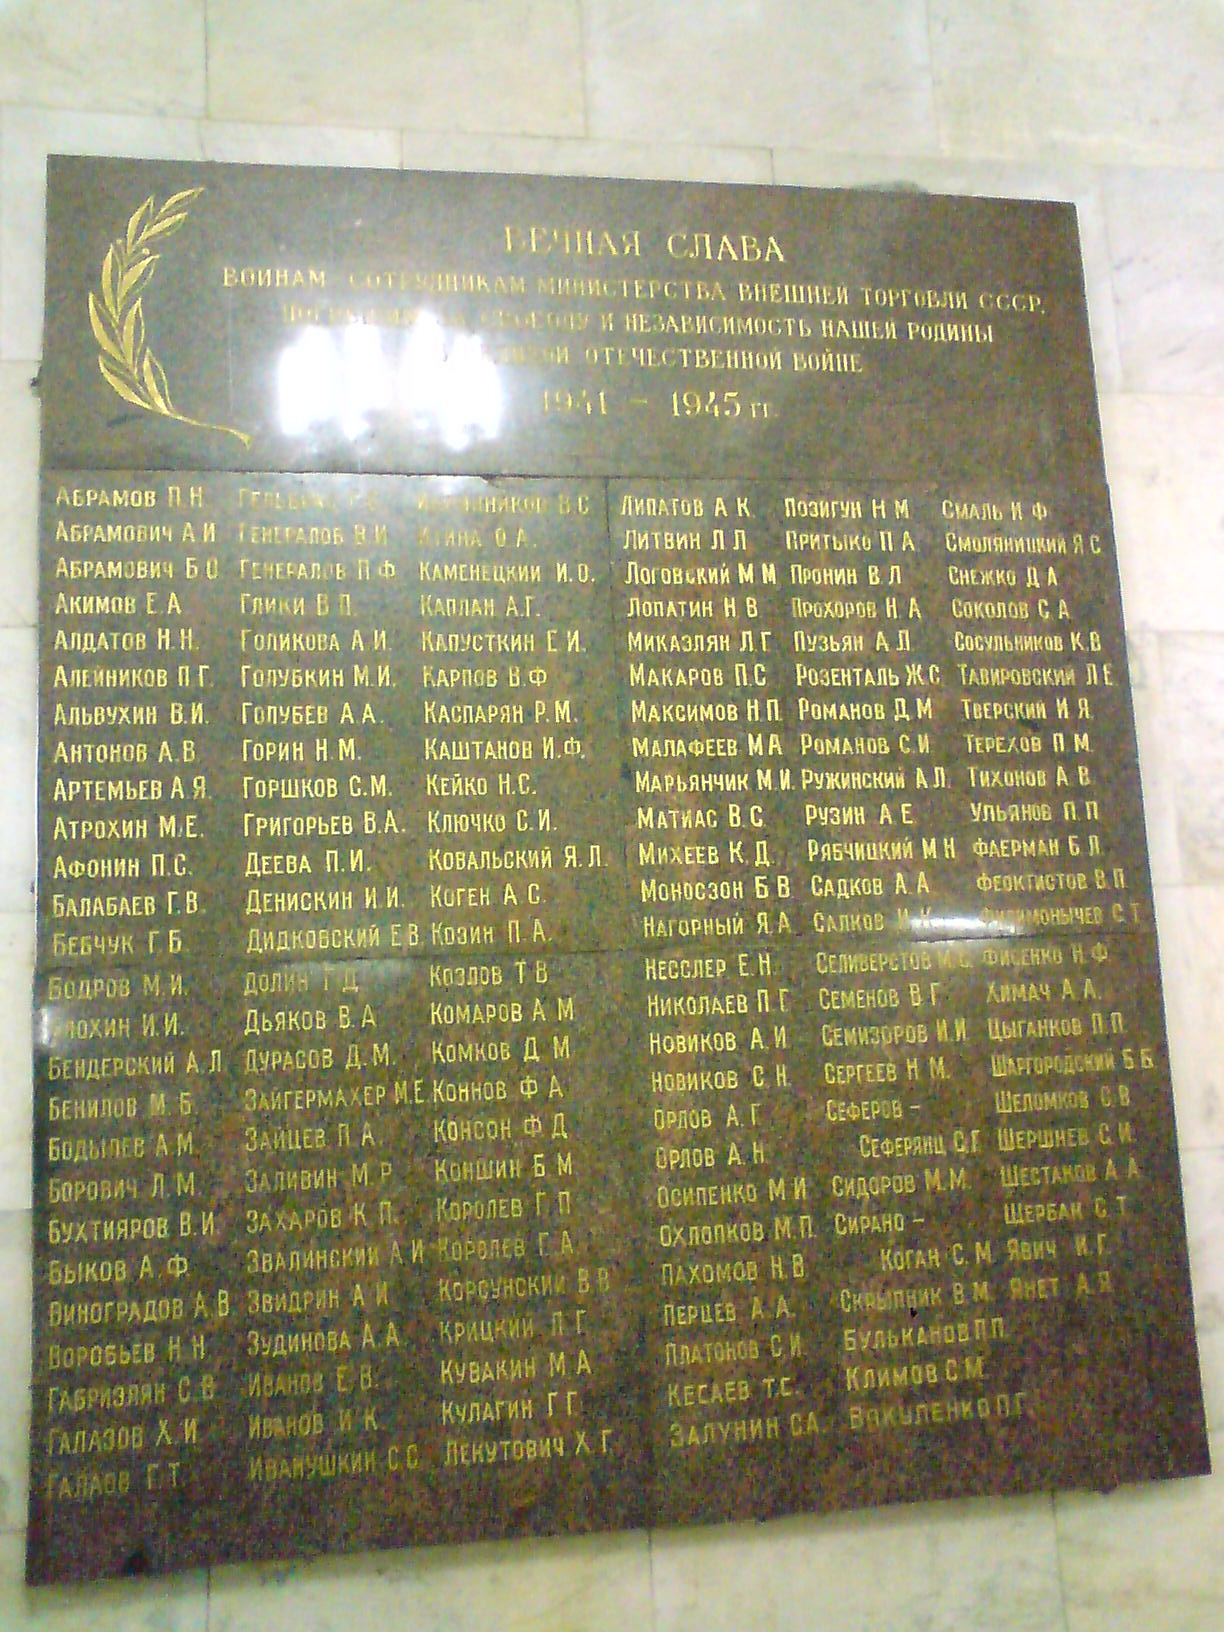 ВЕЧНАЯ СЛАВА
ВОИНАМ - СОТРУДНИКАМ МИНИСТЕРСТВА ВНЕШНЕЙ ТОРГОВЛИ СССР,
ПОГИБШИМ ЗА СВОБОДУ И НЕЗАВИСИМОСТЬ НАШЕЙ РОДИНЫ
ОТЕЧЕСТВЕННОЙ ВОЙНЕ
1941 - 1945 гг.
АБРАМОВ П.Н.
АБРАМОВИЧ А.И.
АБРАМОВИЧ Б.О.
АКИМОВ Е.А.
АЛДАТОВ Н.Н.
АЛЕЙНИКОВ П.Г.
АЛЬВУХИН В.И.
АНТОНОВ А.В.
АРТЕМЬЕВ А.Я.
АТРОХИН М.Е.
АФОНИН П.С.
БАЛАБАЕВ Г.В.
БЕБЧУК Г.Б.
БОДРОВ М.И.
И.И.
БЕНДЕРСКИЙ А.Л.
БЕНИЛОВ М.Б.
А.М.
БОРОВИЧ Л.М.
БУХТИЯРОВ В.И.
БЫКОВ А.Ф.
ВИНОГРАДОВ А.В.
ВОРОБЬЕВ Н.Н.
ГАБРИЭЛЯН С.В.
ГАЛАЗОВ Х.И.
Г.Т.
ГЕНЕРАЛОВ В.И.
ГЕНЕРАЛОВ П.Ф.
ГЛИКИ В.П.
ГОЛИКОВА А.И.
ГОЛУБКИН М.И.
ГОЛУБЕВ А.А.
ГОРИН Н.М.
ГОРШКОВ С.М.
ГРИГОРЬЕВ В.А.
ДЕЕВА П.И.
ДЕНИСКИН И.И.
ДИДКОВСКИЙ Е.В.
ДОЛИН Г.Д.
ДЬЯКОВ В.А.
ДУРАСОВ Д.М.
ЗАЙГЕРМАХЕР М.Е.
ЗАЙЦЕВ П.А.
ЗАЛИВИН М.Р.
ЗАХАРОВ К.П.
ЗВАЛИНСКИЙ А.И.
ЗВИДРИН А.И.
ЗУДИНОВА А.А.
ИВАНОВ Е.В.
ИВАНОВ И.К.
ИВАНУШКИН С.С.
В.С.
О.А.
КАМЕНЕЦКИЙ И.О.
КАПЛАН А.Г.
КАПУСТКИН Е.И.
КАРПОВ В.Ф.
КАСПАРЯН Р.М.
КАШТАНОВ И.Ф.
КЕЙКО Н.С.
КЛЮЧКО С.И.
КОВАЛЬСКИЙ Я.Л.
КОГЕН А.С.
КОЗИН П.А.
КОЗЛОВ Т.В.
КОМАРОВ А.М.
КОМКОВ Д.М.
КОННОВ Ф.А.
КОНСОН Ф.Д.
КОНШИН Б.М.
КОРОЛЕВ Г.П.
КОРОЛЕВ Г.А.
КОРСУНСКИЙ В.В.
КРИЦКИЙ Л.Г.
КУВАКИН М.А.
КУЛАГИН Г.Г.
ЛЕКУТОВИЧ Х.Г.
ЛИПАТОВ А.К.
ЛИТВИН Л.Л.
ЛОГОВСКИЙ М.М.
ЛОПАТИН Н.В.
МИКАЭЛЯН Л.Г.
МАКАРОВ П.С.
МАКСИМОВ Н.П.
МАЛАФЕЕВ М.А.
МАРЬЯНЧИК М.И.
МАТИАС В.С.
МИХЕЕВ К.Д.
МОНОСЗОН Б.В.
НАГОРНЫЙ Я.А.
НЕССЛЕР Е.Н.
НИКОЛАЕВ П.Г.
НОВИКОВ А.И.
НОВИКОВ С.Н.
ОРЛОВ А.Г.
ОРЛОВ А.Н.
ОСИПЕНКО М.И.
ОХЛОПКОВ М.П.
ПАХОМОВ Н.В.
ПЕРЦЕВ А.А.
ПЛАТОНОВ С.И.
КЕСАЕВ Т.С.
ЗАЛУНИН С.А.
ПОЗИГУН Н.М.
ПРИТЫКО П.А.
ПРОНИН В.Л.
ПРОХОРОВ Н.А.
ПУЗЬЯН А.Л.
РОЗЕНТАЛЬ Ж.С.
РОМАНОВ Д.М.
РОМАНОВ С.И.
РУЖИНСКИЙ А.Л.
РУЗИН А.Е.
РЯБЧИЦКИЙ М.Н.
САДКОВ А.А.
САЛКОВ И.К.
СЕЛИВЕРСТОВ М.С.
СЕМЕНОВ В.Г.
СЕМИЗОРОВ И.И.
СЕРГЕЕВ Н.М.
СЕФЕРОВ -
СЕФЕРЯНЦ С.Г.
СИДОРОВ М.М.
СИРАНО -
КОГАН С.М.
СКРЫПНИК В.М.
БУЛЬКАНОВ П.П.
КЛИМОВ С.М.
ВАКУЛЕНКО П.Г.
СМАЛЬ И.Ф.
СМОЛЯНИЦКИЙ Я.С.
СНЕЖКО Д.А.
СОКОЛОВ С.А.
СОСУЛЬНИКОВ К.В.
ТАВИРОВСКИЙ Л.Е.
ТВЕРСКИЙ И.Я.
ТЕРЕХОВ П.М.
ТИХОНОВ А.В.
УЛЬЯНОВ П.П.
ФАЕРМАН Б.Л.
ФЕОКТИСТОВ В.П.
ФИЛИМОНЫЧЕВ С.Т.
ФИСЕНКО Н.Ф.
ХИМАЧ А.А.
ЦЫГАНКОВ П.П.
ШАРГОРОДСКИЙ Б.Б.
ШЕЛОМКОВ С.В.
ШЕРШНЕВ С.И.
ШЕСТАКОВ А.А.
ЩЕРБАК С.Т.
ЯВИЧ И.Г.
ЯНЕТ А.Я.